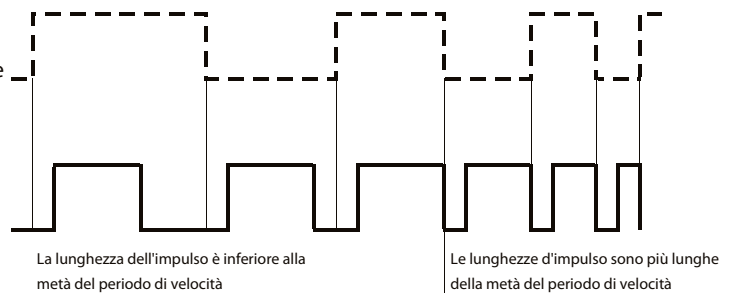 e
La lunghezza dell'impulso è inferiore alla
metà del periodo di velocità
Le lunghezze d'impulso sono più lunghe
della metà del periodo di velocità